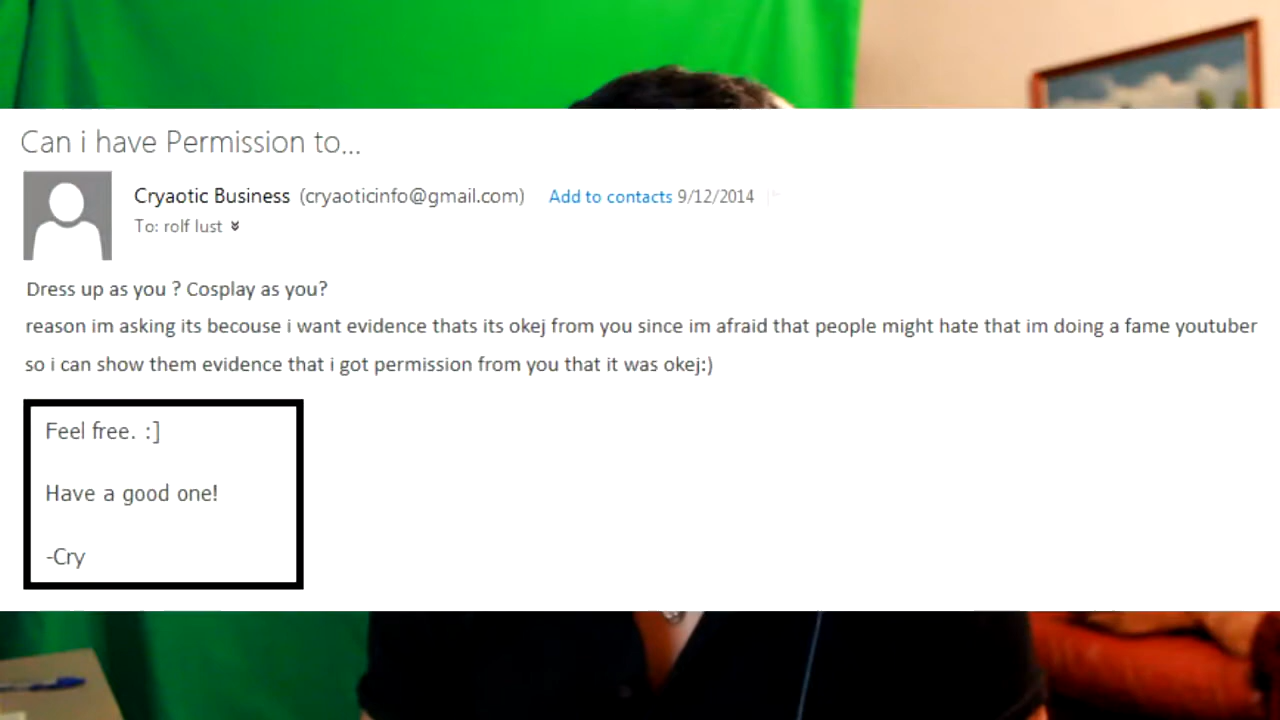 Can i have Permission to...
Cryaotic Business (cryaoticinfo@gmail.com) Add to contacts 9/12/2014
To: rolf lust
Dress up as you ? Cosplay as you?
reason im asking its becouse i want evidence thats its okej from you since im afraid that people might hate that im doing a fame youtuber
so i can show them evidence that i got permission from you that it was okej:)
Feel free. :]
Have a good one!
-Cry